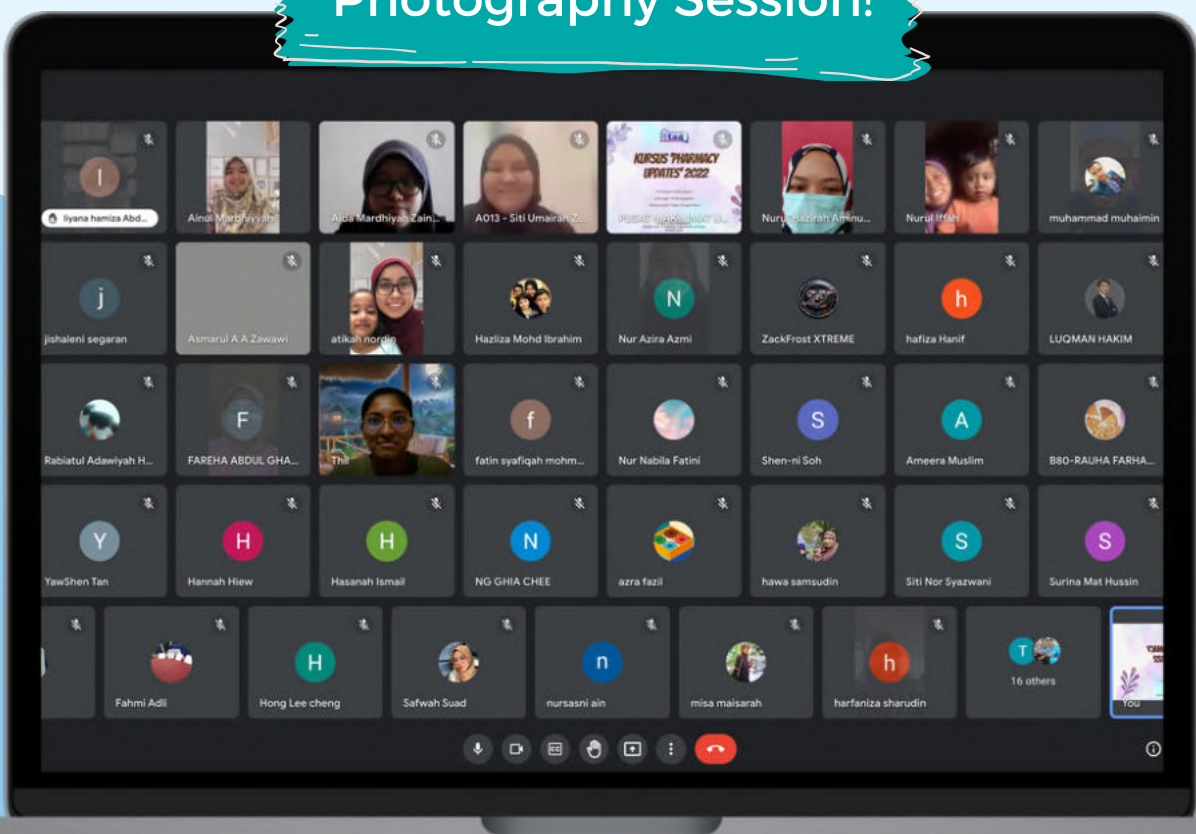 Photography Session!
l
liyana hamiza Abd...
Ainul Mardhiyyah
Aida Mardhiyah Zain...
A013 - Siti Umairah Z...
KURSUS 'PHARMACY
UPDATES' 2022
PUSAT MAKLUMAT U...
Nurul Hazirah Aminu...
Nurul Iffah
muhammad muhaimin
j
jishaleni segaran
Asmarul A A Zawawi
atikah nordin
Hazliza Mohd Ibrahim
N
Nur Azira Azmi
ZackFrost XTREME
h
hafiza Hanif
LUQMAN HAKIM
Rabiatul Adawiyah H...
F
FAREHA ABDUL GHA...
f
fatin syafiqah mohm...
Nur Nabila Fatini
S
Shen-ni Soh
A
Ameera Muslim
B80-RAUHA FARHA...
Y
YawShen Tan
H
Hannah Hiew
H
Hasanah Ismail
N
NG GHIA CHEE
azra fazil
hawa samsudin
S
Siti Nor Syazwani
S
Surina Mat Hussin
Fahmi Adli
H
Hong Lee cheng
Safwah Suad
n
nursasni ain
misa maisarah
h
harfaniza sharudin
T
16 others
You
CC